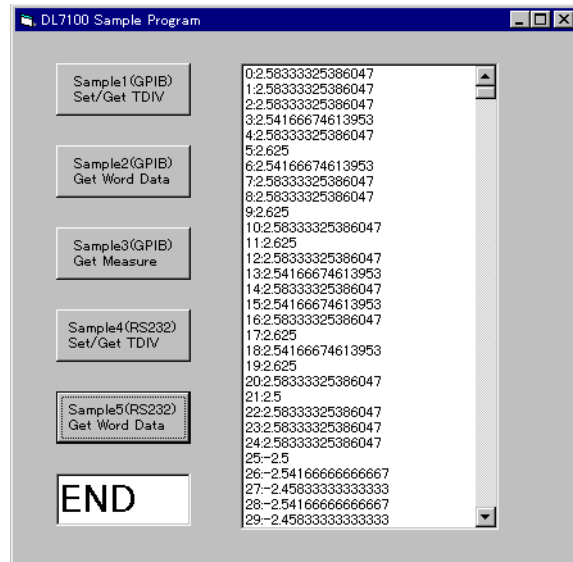 DL7100 Sample Program
Sample1(GPIB)
Set/Get TDIV
Sample2(GPIB)
Get Word Data
Sample3(GPIB)
Get Measure
Sample4(RS232)
Set/Get TDIV
Sample5(RS232)
Get Word Data
END
0:2.58333325386047
1:2.58333325386047
2:2.58333325386047
3:2.54166674613953
4:2.58333325386047
5:2.625
6:2.54166674613953
7:2.58333325386047
8:2.58333325386047
9:2.625
10:2.58333325386047
11:2.625
12:2.58333325386047
13:2.54166674613953
14:2.58333325386047
15:2.54166674613953
16:2.58333325386047
17:2.625
18:2.54166674613953
19:2.625
20:2.58333325386047
21:2.5
22:2.58333325386047
23:2.58333325386047
24:2.58333325386047
25:-2.5
26:-2.54166666666667
27:-2.45833333333333
28:-2.54166666666667
29:-2.45833333333333